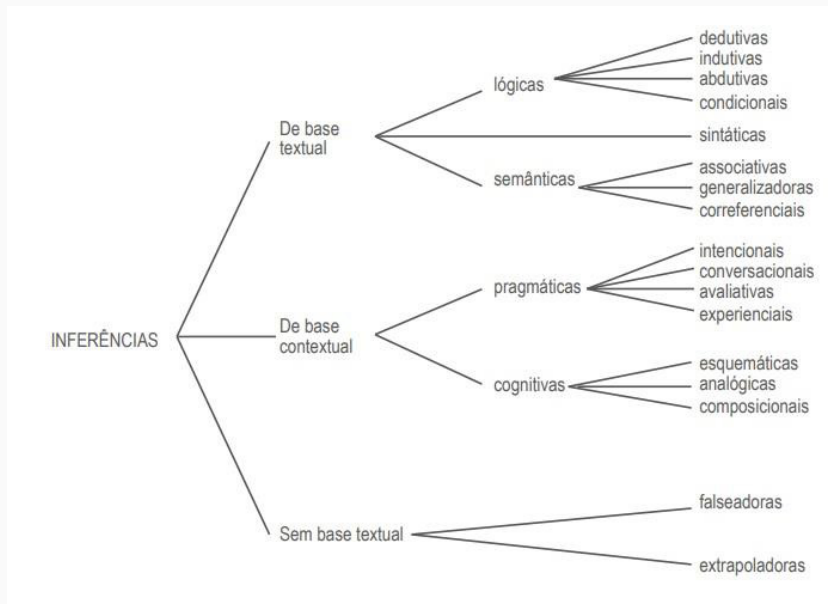 dedutivas
indutivas
lógicas
abdutivas
condicionais
De base
textual
sintáticas
associativas
semânticas
generalizadoras
correferenciais
intencionais
conversacionais
pragmáticas
avaliativas
experienciais
De base
contextual
INFERÊNCIAS
esquemáticas
cognitivas
analógicas
composicionais
falseadoras
Sem base textual
extrapoladoras